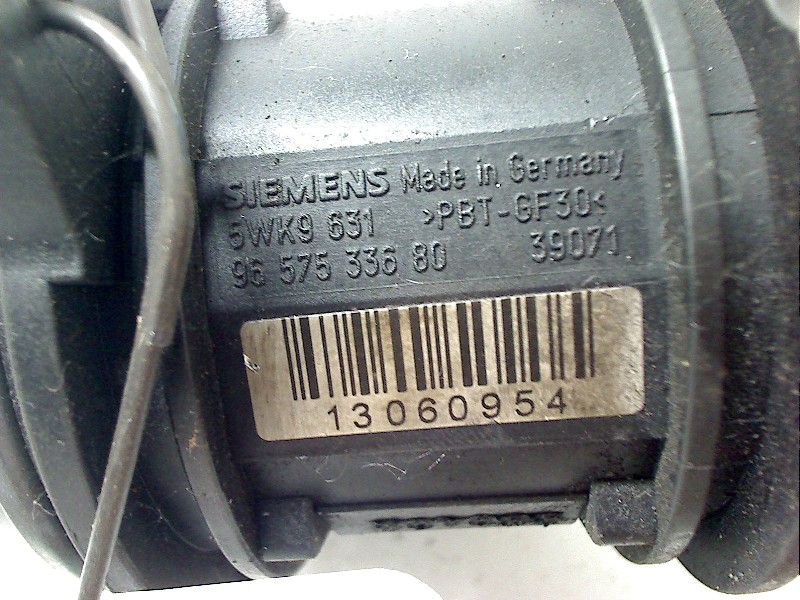 SIEMENS Made in Germany
5WK9 631 >PBT-GF30<
96 575 336 80 39071
13060954